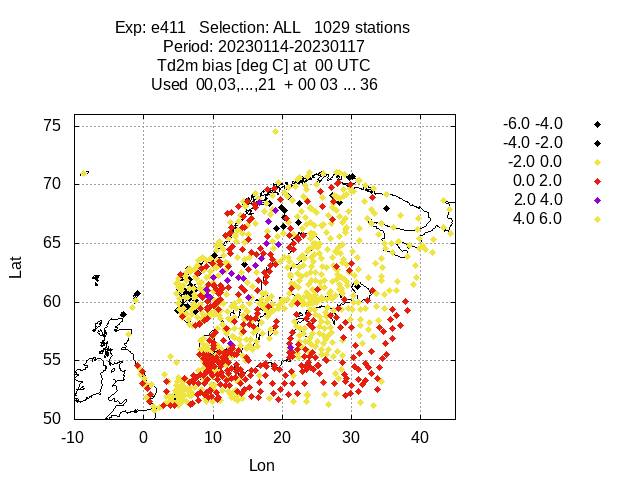 Exp: e411 Selection: ALL 1029 stations
Period: 20230114-20230117
Td2m bias [deg C] at 00 UTC
Used 00,03,...,21 + 00 03 ... 36
-6.0 -4.0
-4.0 -2.0
-2.0 0.0
0.0 2.0
2.0 4.0
4.0 6.0
75
70
65
60
55
50
Lat
-10 0 10 20 30 40
Lon